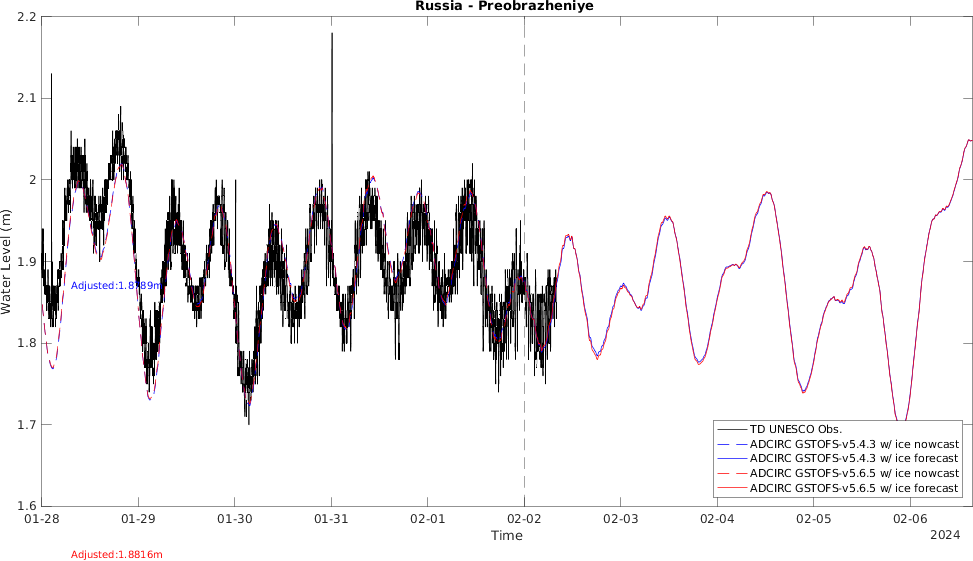 Russia - Preobrazheniye
2.2
2.1
2
1.9
1.8
1.7
1.6
Water Level (m)
Adjusted:1.8789m
TD UNESCO Obs.
ADCIRC GSTOFS-v5.4.3 w/ ice nowcast
ADCIRC GSTOFS-v5.4.3 w/ ice forecast
ADCIRC GSTOFS-v5.6.5 w/ ice nowcast
ADCIRC GSTOFS-v5.6.5 w/ ice forecast
01-28 01-29 01-30 01-31 02-01 02-02 02-03 02-04 02-05 02-06
Time
2024
Adjusted:1.8816m